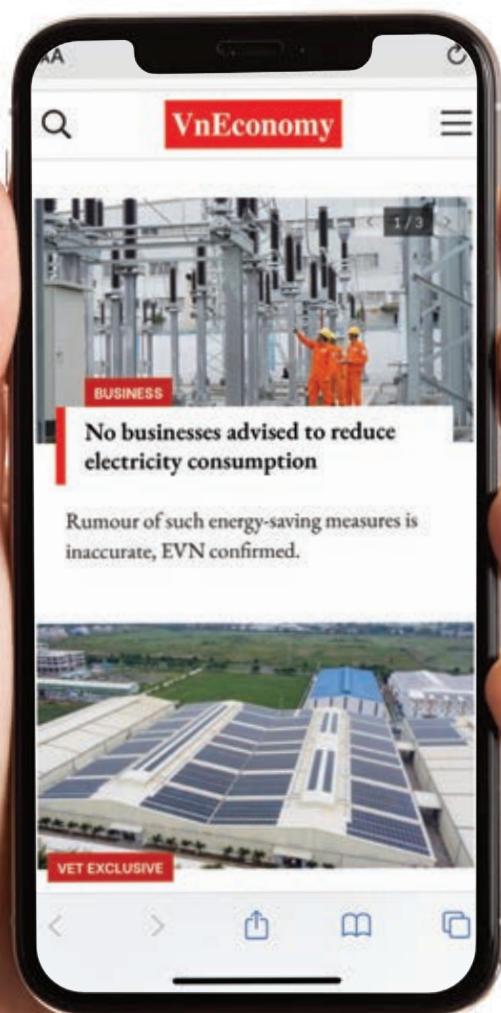 AA
VnEconomy
1/3
BUSINESS
No businesses advised to reduce
electricity consumption
Rumour of such energy-saving measures is
inaccurate, EVN confirmed.
VET EXCLUSIVE